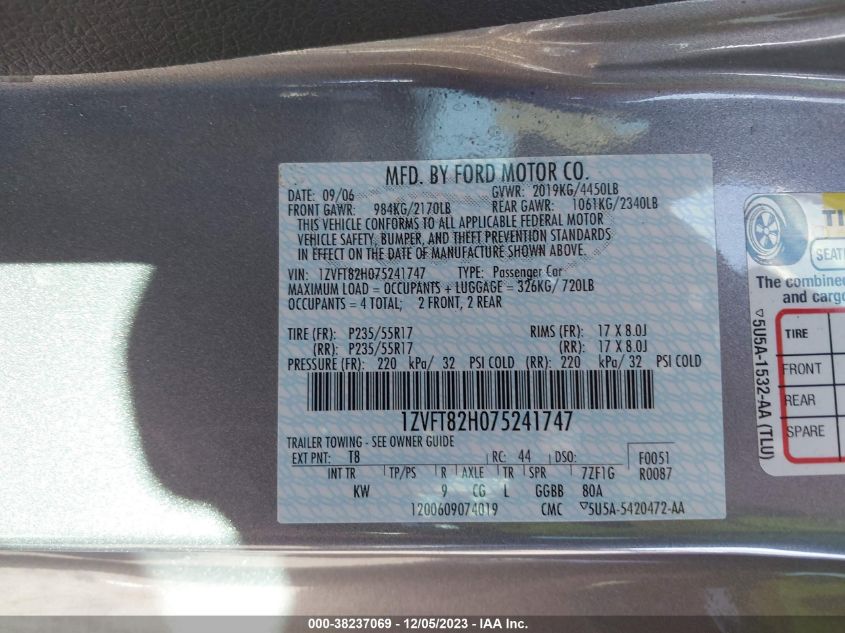 MFD. BY FORD MOTOR CO.
DATE: 09/06 GVWR: 2019KG/4450LB
FRONT GAWR: 984KG/2170LB REAR GAWR: 1061KG/2340LB
THIS VEHICLE CONFORMS TO ALL APPLICABLE FEDERAL MOTOR
VEHICLE SAFETY, BUMPER, AND THEFT PREVENTION STANDARDS
IN EFFECT ON THE DATE OF MANUFACTURE SHOWN ABOVE.
VIN: 1ZVFT82H075241747 TYPE: Passenger Car
MAXIMUM LOAD = OCCUPANTS + LUGGAGE = 326KG/ 720LB
OCCUPANTS = 4 TOTAL; 2 FRONT, 2 REAR
TIRE (FR): P235/55R17 RIMS (FR): 17 X 8.0J
(RR): P235/55R17 (RR): 17 X 8.0J
PRESSURE (FR): 220 kPa/ 32 PSI COLD (RR): 220 kPa/ 32 PSI COLD
1ZVFT82H075241747
TRAILER TOWING - SEE OWNER GUIDE
EXT PNT: T8 RC: 44 DSO: F0051
INT TR TP/PS R AXLE TR SPR 7ZF1G R0087
KW 9 CG L GGBB 80A
1200609074019 CMC ▽5U5A-5420472-AA
TI
SEAT
The combine
and cargo
TIRE
FRONT
REAR
SPARE
▽5U5A-1532-AA (TLU)
000-38237069 - 12/05/2023 - IAA Inc.